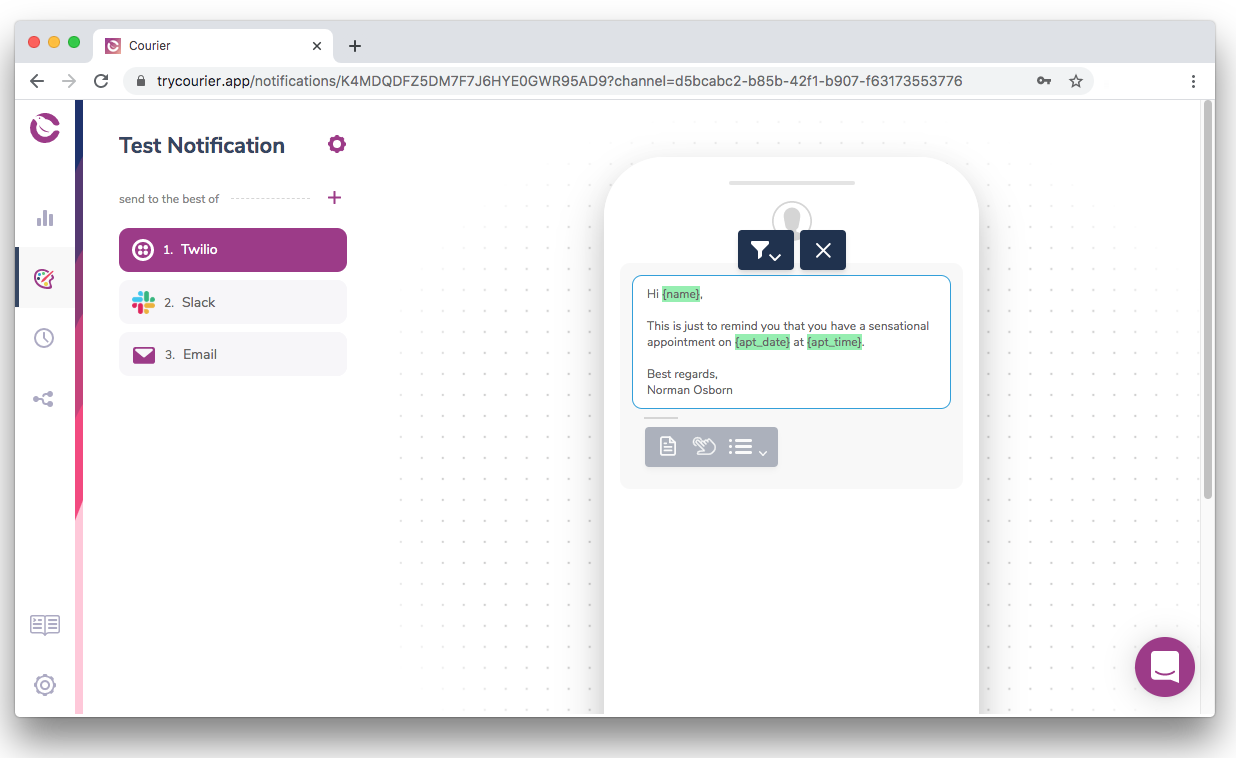 Courier
trycourier.app/notifications/K4MDQDFZ5DM7F7J6HYE0GWR95AD9?channel=d5bcabc2-b85b-42f1-b907-f63173553776
Test Notification
send to the best of
1. Twilio
2. Slack
3. Email
Hi {name},
This is just to remind you that you have a sensational
appointment on {apt_date} at {apt_time}.
Best regards,
Norman Osborn